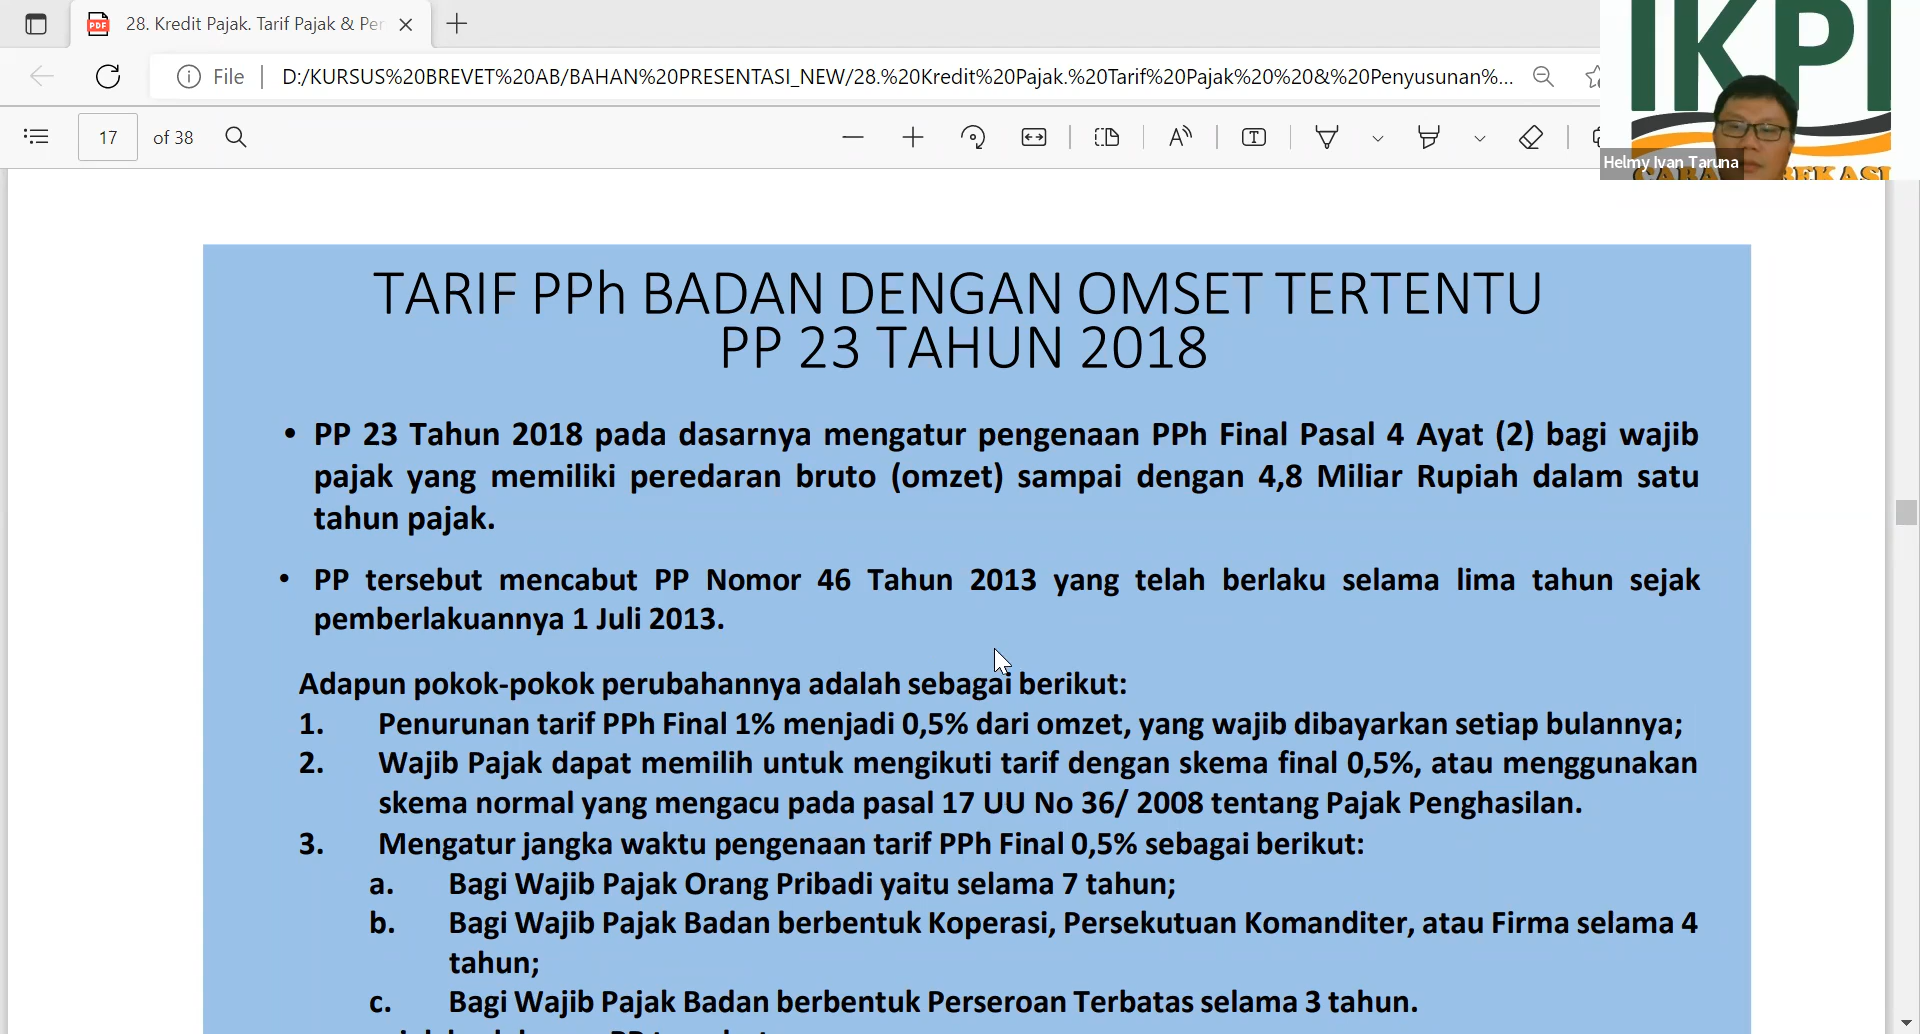 28. Kredit Pajak. Tarif Pajak & Per
File
D:/KURSUS%20BREVET%20AB/BAHAN%20PRESENTASI_NEW/28.%20Kredit%20Pajak.%20Tarif%20Pajak%20%20&%20Penyusunan%...
17 of 38
IKPI
Helmy Ivan Taruna
TARIF PPh BADAN DENGAN OMSET TERTENTU
PP 23 TAHUN 2018
• PP 23 Tahun 2018 pada dasarnya mengatur pengenaan PPh Final Pasal 4 Ayat (2) bagi wajib
pajak yang memiliki peredaran bruto (omzet) sampai dengan 4,8 Miliar Rupiah dalam satu
tahun pajak.
• PP tersebut mencabut PP Nomor 46 Tahun 2013 yang telah berlaku selama lima tahun sejak
pemberlakuannya 1 Juli 2013.
Adapun pokok-pokok perubahannya adalah sebagai berikut:
1. Penurunan tarif PPh Final 1% menjadi 0,5% dari omzet, yang wajib dibayarkan setiap bulannya;
2. Wajib Pajak dapat memilih untuk mengikuti tarif dengan skema final 0,5%, atau menggunakan
skema normal yang mengacu pada pasal 17 UU No 36/ 2008 tentang Pajak Penghasilan.
3. Mengatur jangka waktu pengenaan tarif PPh Final 0,5% sebagai berikut:
a. Bagi Wajib Pajak Orang Pribadi yaitu selama 7 tahun;
b. Bagi Wajib Pajak Badan berbentuk Koperasi, Persekutuan Komanditer, atau Firma selama 4
tahun;
c. Bagi Wajib Pajak Badan berbentuk Perseroan Terbatas selama 3 tahun.